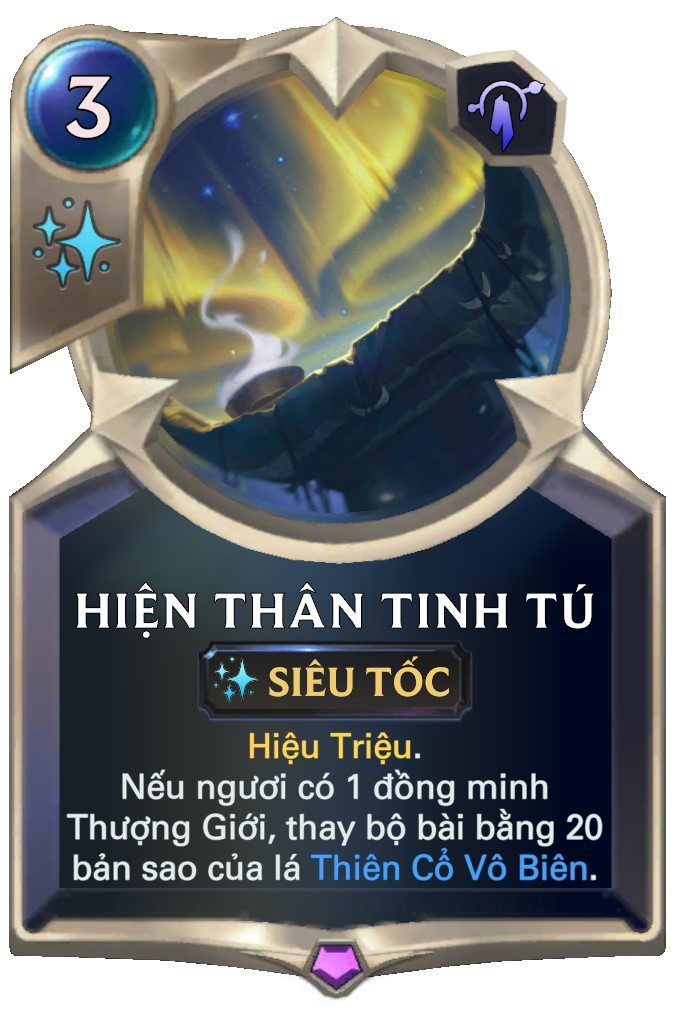 3
HIỆN THÂN TINH TÚ
SIÊU TỐC
Hiệu Triệu.
Nếu ngươi có 1 đồng minh
Thượng Giới, thay bộ bài bằng 20
bản sao của lá Thiên Cổ Vô Biên.